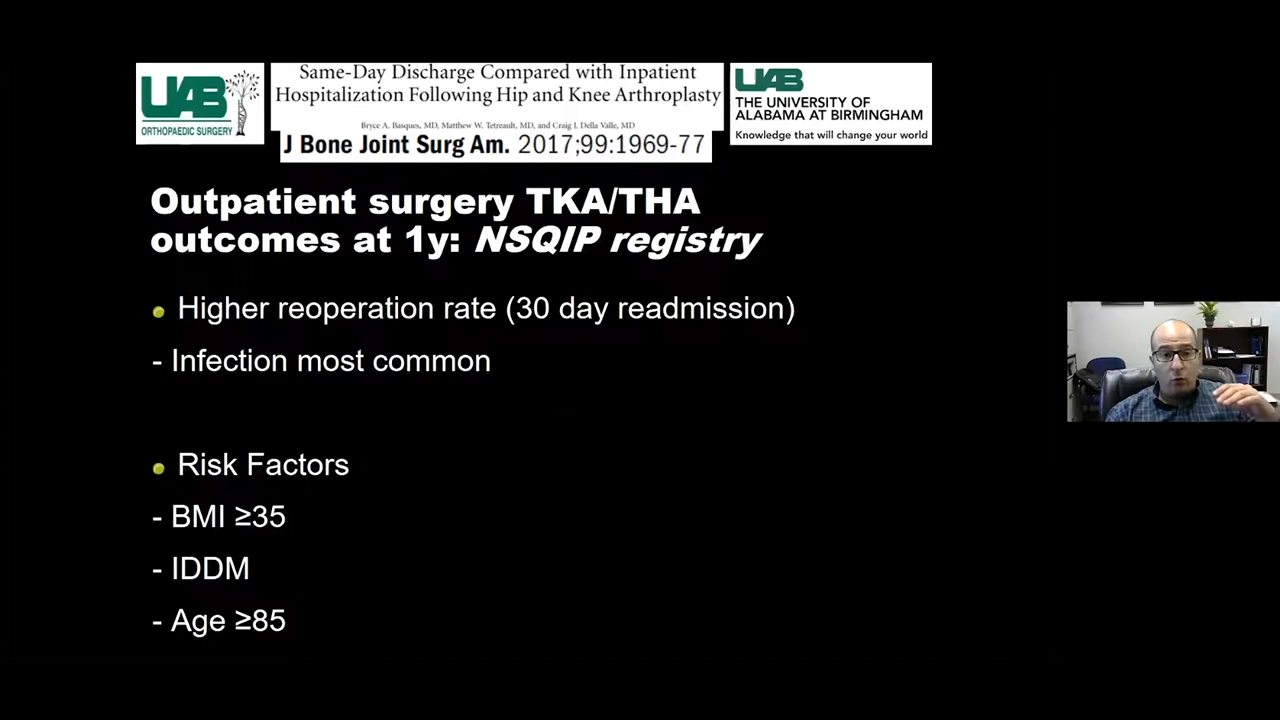 UAB
ORTHOPAEDIC SURGERY
Same-Day Discharge Compared with Inpatient
Hospitalization Following Hip and Knee Arthroplasty
Bryce A. Basques, MD, Matthew W. Tetreault, MD, and Craig J. Della Valle, MD
J Bone Joint Surg Am. 2017;99:1969-77
UAB
THE UNIVERSITY OF
ALABAMA AT BIRMINGHAM
Knowledge that will change your world
Outpatient surgery TKA/THA
outcomes at 1y: NSQIP registry
• Higher reoperation rate (30 day readmission)
- Infection most common
• Risk Factors
- BMI ≥35
- IDDM
- Age ≥85